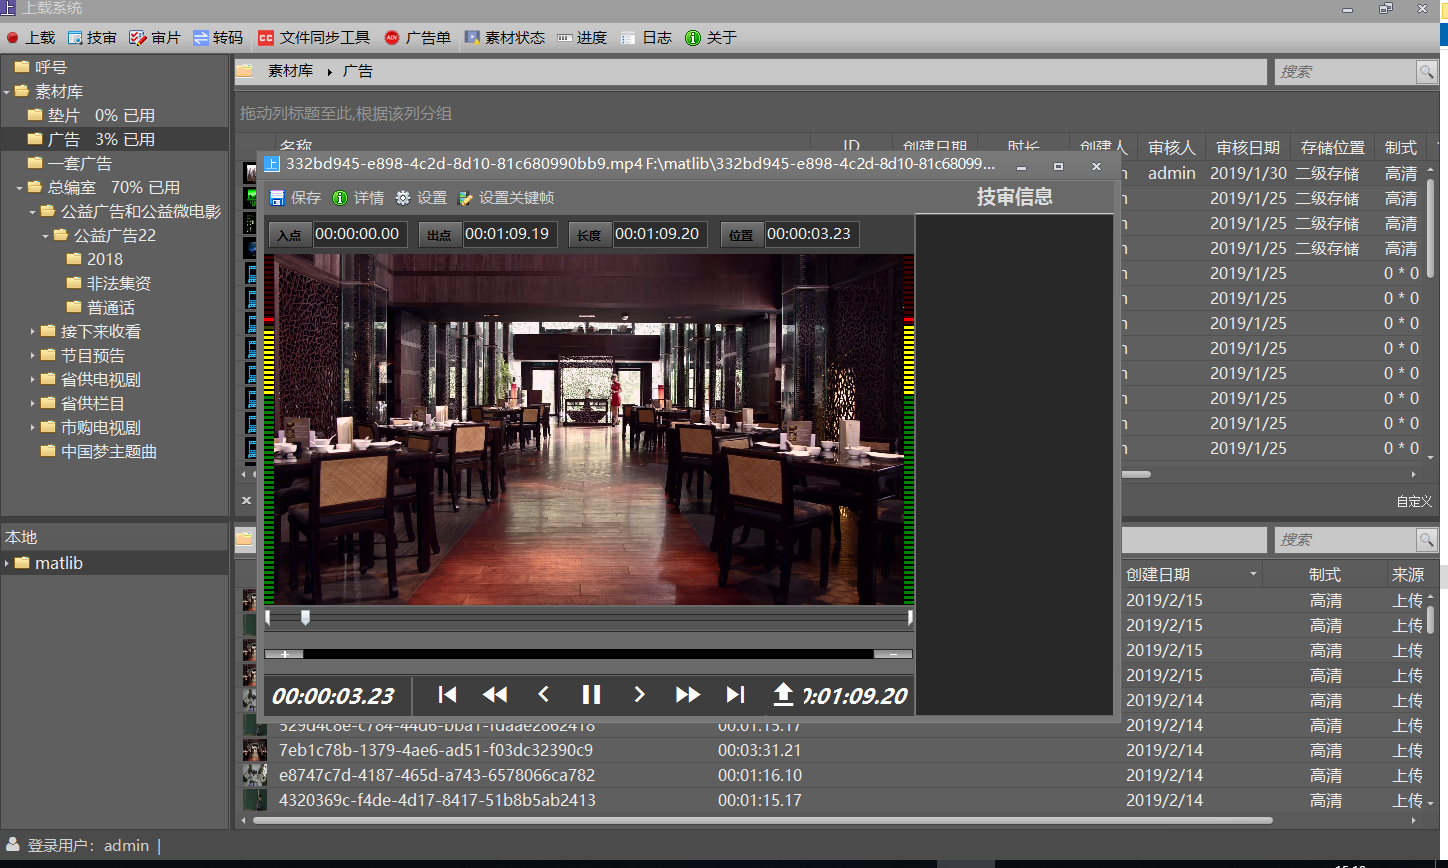 上 上载系统
上载 技审 审片 转码 CC 文件同步工具 ADV 广告单 素材状态 进度 日志 关于
呼号
素材库
垫片 0% 已用
广告 3% 已用
一套广告
总编室 70% 已用
公益广告和公益微电影
公益广告22
2018
非法集资
普通话
接下来收看
节目预告
省供电视剧
省供栏目
市购电视剧
中国梦主题曲
本地
matlib
素材库 广告 搜索
拖动列标题至此,根据该列分组
名称 ID 创建日期 时长 创建人 审核人 审核日期 存储位置 制式
n admin 2019/1/30 二级存储 高清
n 2019/1/25 二级存储 高清
n 2019/1/25 二级存储 高清
n 2019/1/25 二级存储 高清
n 2019/1/25 0 * 0
n 2019/1/25 0 * 0
n 2019/1/25 0 * 0
n 2019/1/25 0 * 0
n 2019/1/25 0 * 0
n 2019/1/25 0 * 0
n 2019/1/25 0 * 0
n 2019/1/25 0 * 0
自定义
上 332bd945-e898-4c2d-8d10-81c680990bb9.mp4 F:\matlib\332bd945-e898-4c2d-8d10-81c68099...
保存 详情 设置 设置关键帧
技审信息
入点 00:00:00.00 出点 00:01:09.19 长度 00:01:09.20 位置 00:00:03.23
00:00:03.23 0:01:09.20
搜索
创建日期 制式 来源
2019/2/15 高清 上传
2019/2/15 高清 上传
2019/2/15 高清 上传
2019/2/15 高清 上传
2019/2/14 高清 上传
529d4c8e-c784-44d6-bba1-fdaae2862418 00:01:15.17 2019/2/14 高清 上传
7eb1c78b-1379-4ae6-ad51-f03dc32390c9 00:03:31.21 2019/2/14 高清 上传
e8747c7d-4187-465d-a743-6578066ca782 00:01:16.10 2019/2/14 高清 上传
4320369c-f4de-4d17-8417-51b8b5ab2413 00:01:15.17 2019/2/14 高清 上传
登录用户: admin |